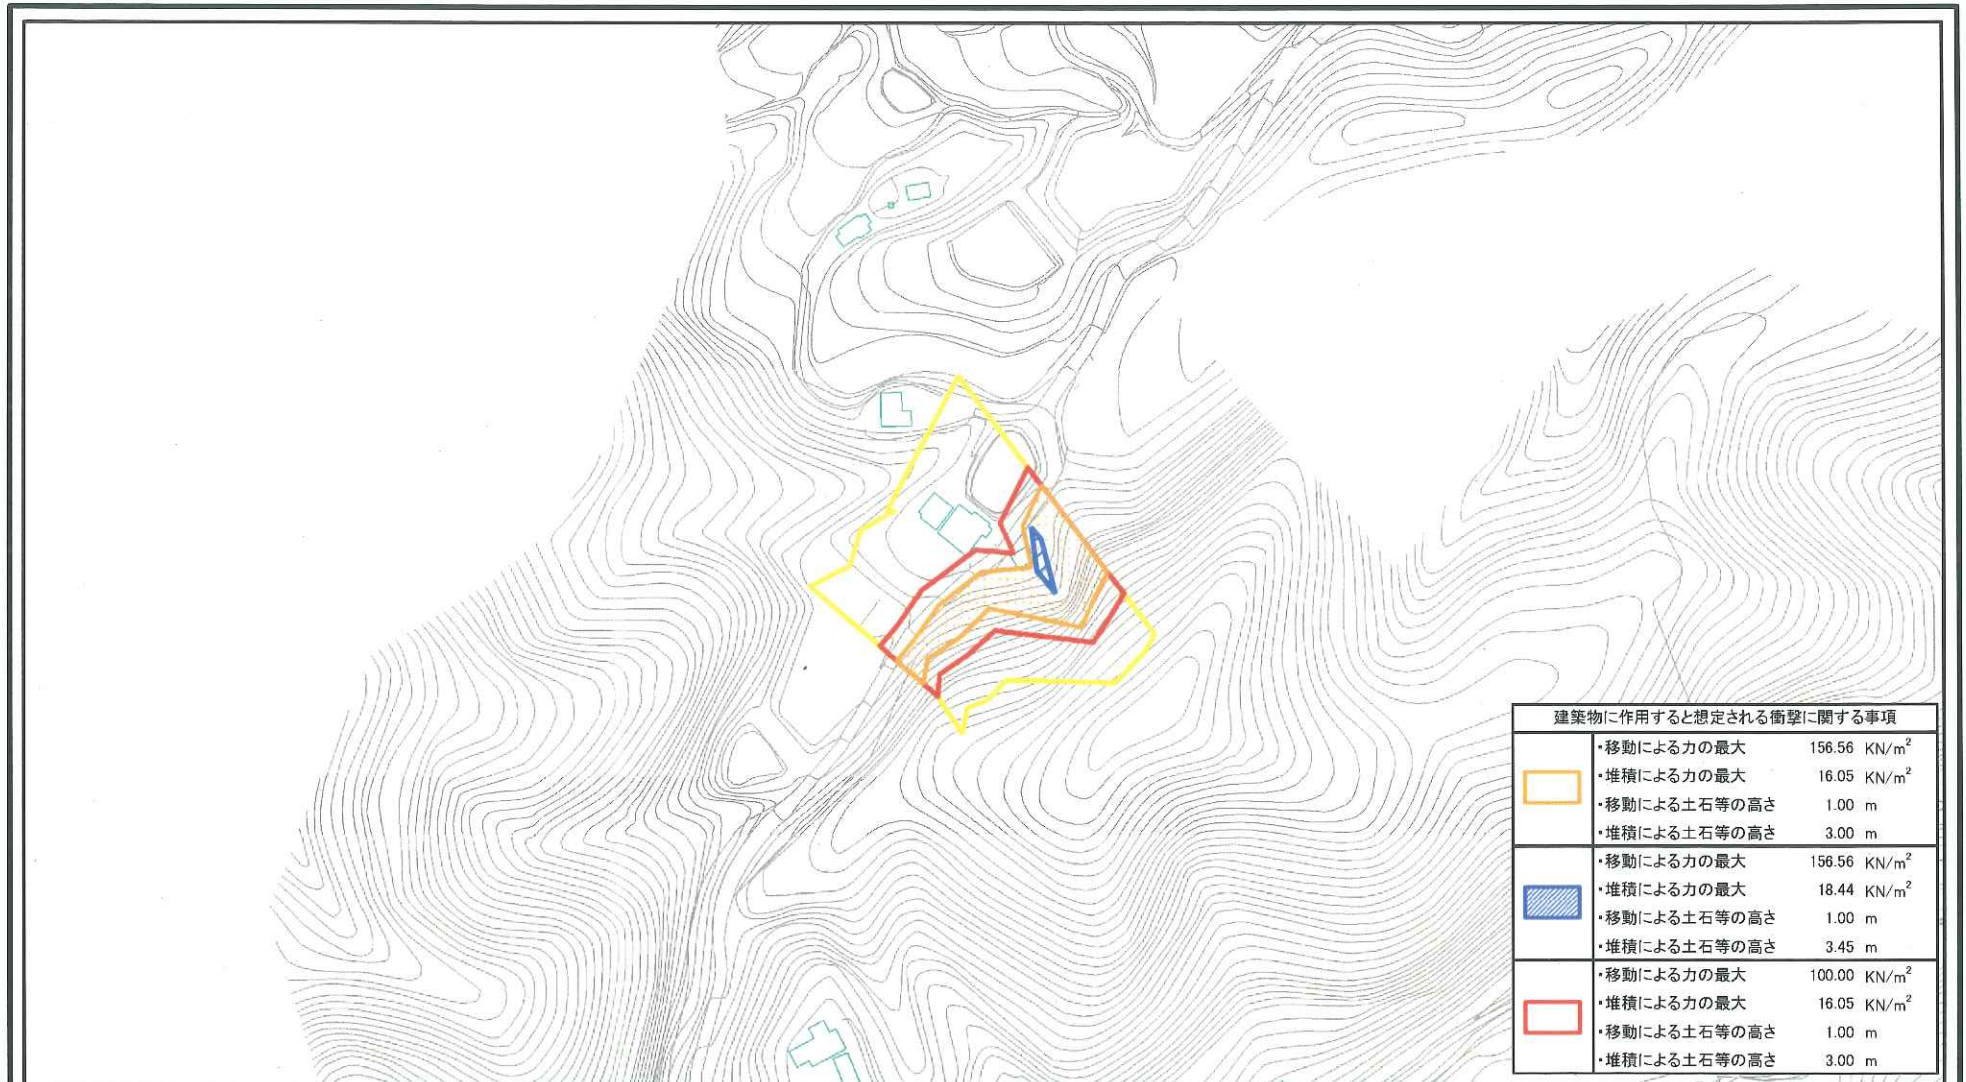 建築物に作用すると想定される衝撃に関する事項
・移動による力の最大 156.56 KN/m²
・堆積による力の最大 16.05 KN/m²
・移動による土石等の高さ 1.00 m
・堆積による土石等の高さ 3.00 m
・移動による力の最大 156.56 KN/m²
・堆積による力の最大 18.44 KN/m²
・移動による土石等の高さ 1.00 m
・堆積による土石等の高さ 3.45 m
・移動による力の最大 100.00 KN/m²
・堆積による力の最大 16.05 KN/m²
・移動による土石等の高さ 1.00 m
・堆積による土石等の高さ 3.00 m